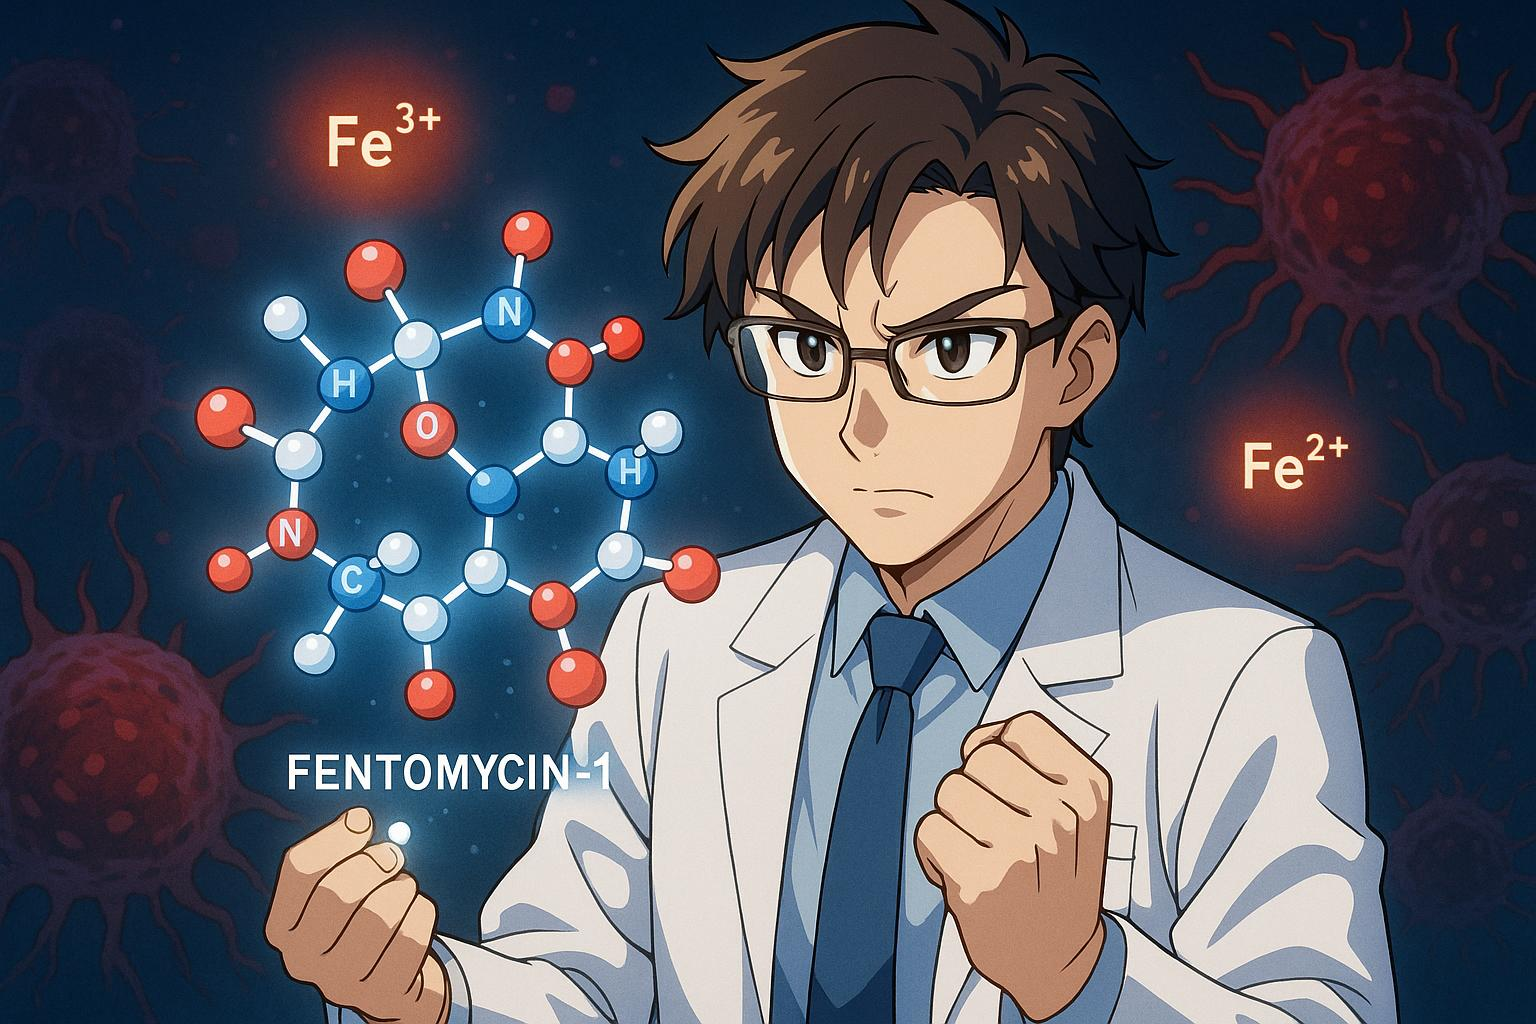 Fe³⁺
N
H
O
H
N
C
Fe²⁺
FENTOMYCIN-1